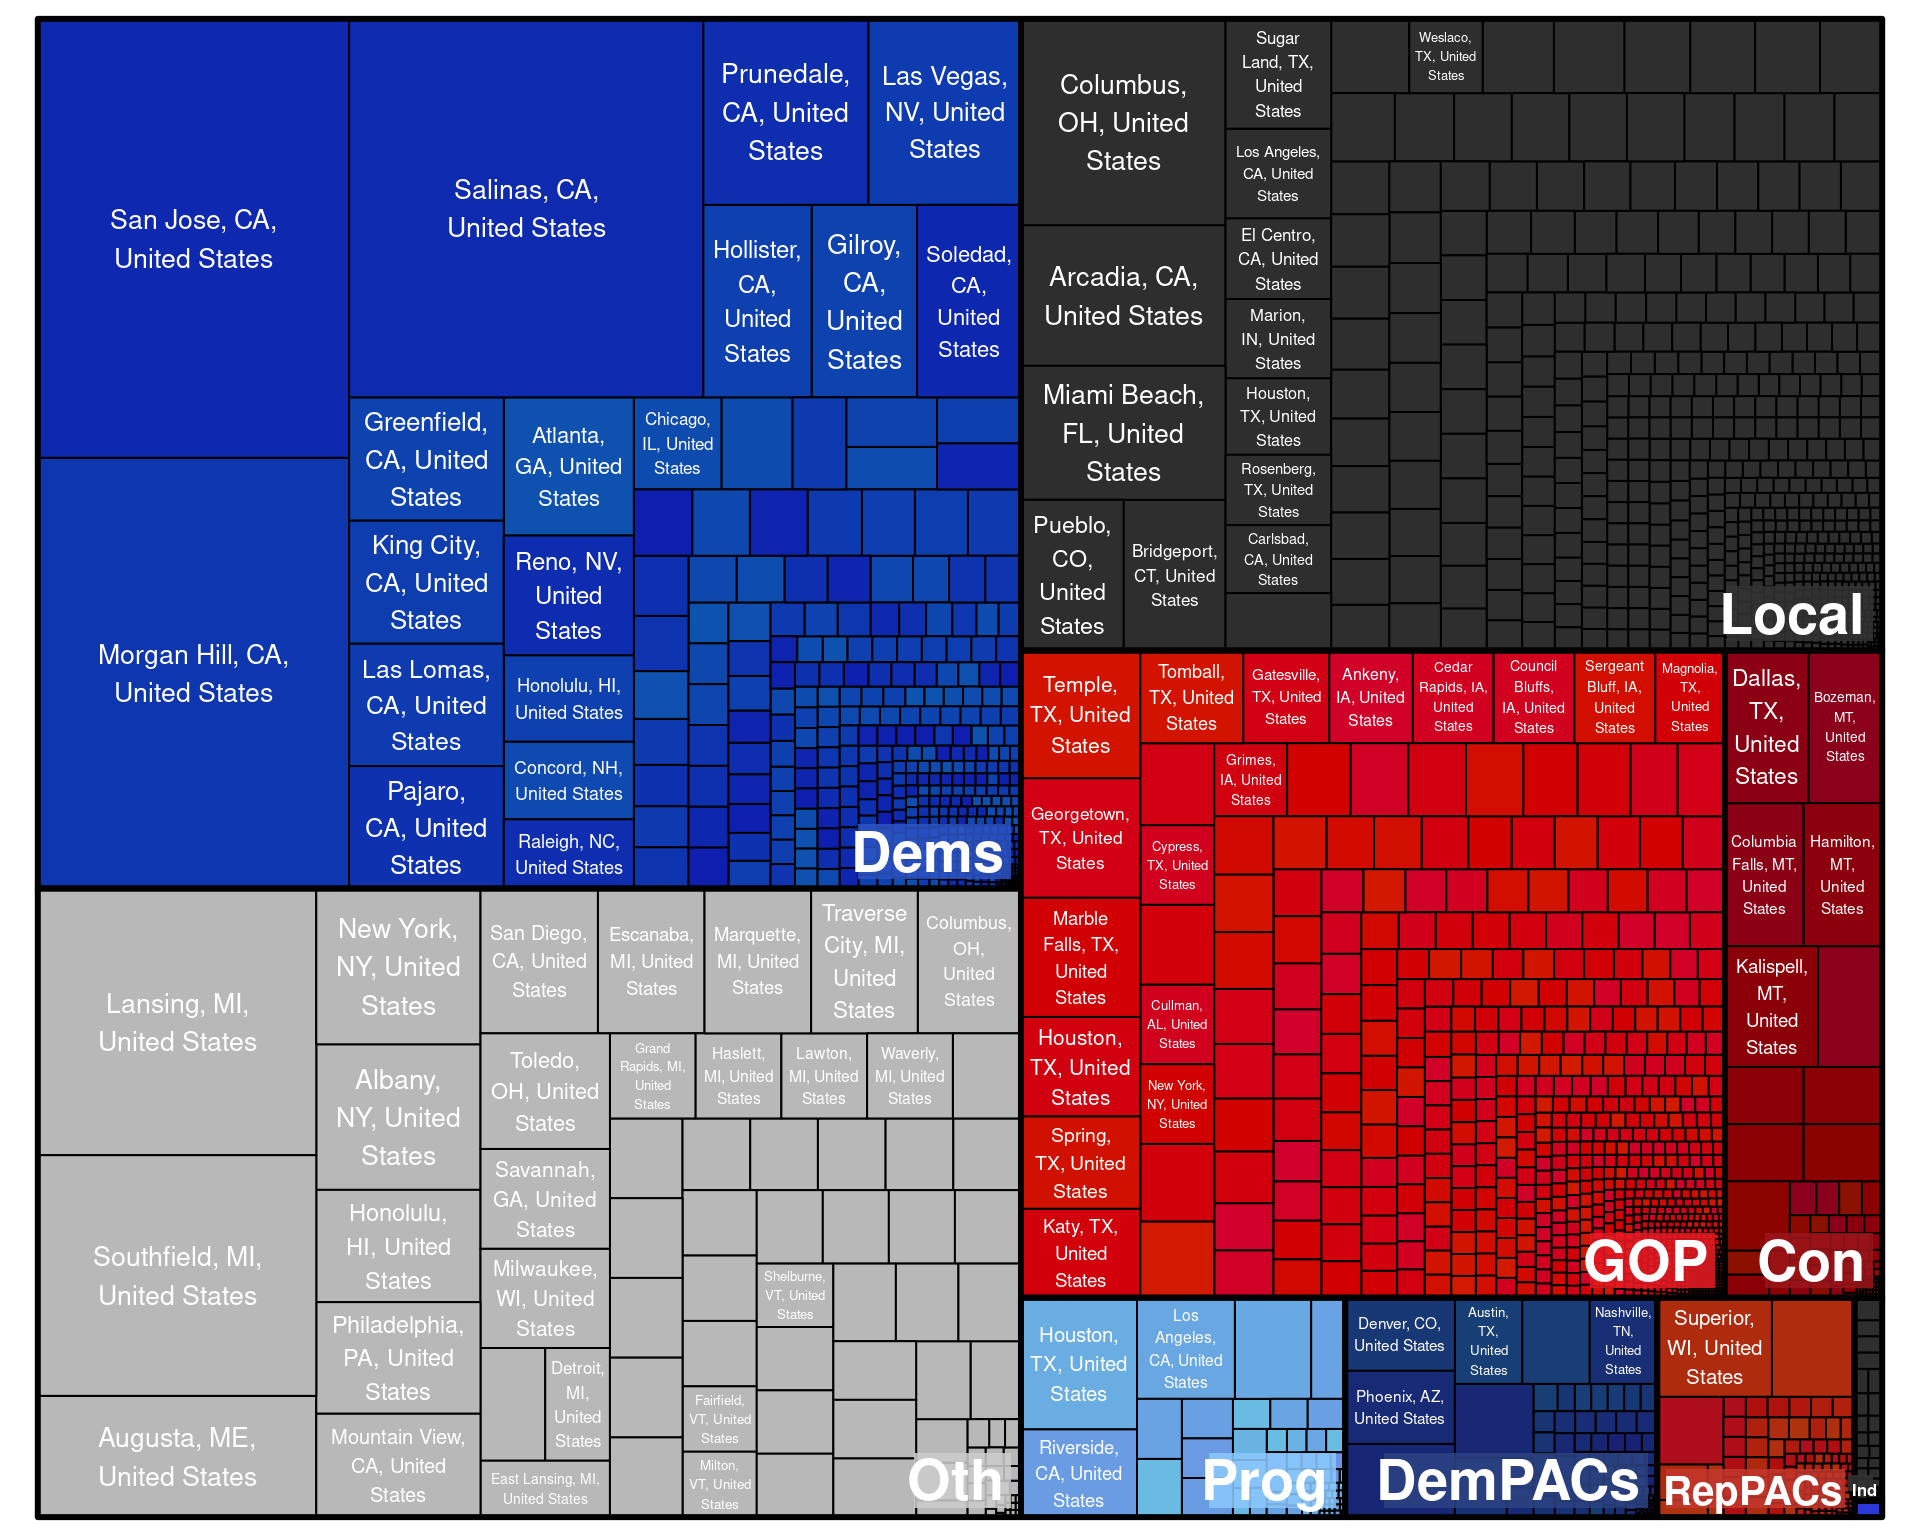 San Jose, CA,
United States
Morgan Hill, CA,
United States
Salinas, CA,
United States
Prunedale,
CA, United
States
Las Vegas,
NV, United
States
Hollister,
CA,
United
States
Gilroy,
CA,
United
States
Soledad,
CA,
United
States
Greenfield,
CA, United
States
King City,
CA, United
States
Las Lomas,
CA, United
States
Pajaro,
CA, United
States
Atlanta,
GA, United
States
Reno, NV,
United
States
Honolulu, HI,
United States
Concord, NH,
United States
Raleigh, NC,
United States
Chicago,
IL, United
States
Dems
Columbus,
OH, United
States
Arcadia, CA,
United States
Miami Beach,
FL, United
States
Pueblo,
CO,
United
States
Bridgeport,
CT, United
States
Sugar
Land, TX,
United
States
Los Angeles,
CA, United
States
El Centro,
CA, United
States
Marion,
IN, United
States
Houston,
TX, United
States
Rosenberg,
TX, United
States
Carlsbad,
CA, United
States
Weslaco,
TX, United
States
Local
Lansing, MI,
United States
Southfield, MI,
United States
Augusta, ME,
United States
New York,
NY, United
States
Albany,
NY, United
States
Honolulu,
HI, United
States
Philadelphia,
PA, United
States
Mountain View,
CA, United
States
San Diego,
CA, United
States
Escanaba,
MI, United
States
Marquette,
MI, United
States
Traverse
City, MI,
United
States
Columbus,
OH,
United
States
Toledo,
OH, United
States
Savannah,
GA, United
States
Milwaukee,
WI, United
States
Detroit,
MI,
United
States
East Lansing, MI,
United States
Grand
Rapids, MI,
United
States
Haslett,
MI, United
States
Lawton,
MI, United
States
Waverly,
MI, United
States
Shelburne,
VT, United
States
Fairfield,
VT, United
States
Milton,
VT, United
States
Oth
Temple,
TX, United
States
Georgetown,
TX, United
States
Marble
Falls, TX,
United
States
Houston,
TX, United
States
Spring,
TX, United
States
Katy, TX,
United
States
Tomball,
TX, United
States
Gatesville,
TX, United
States
Ankeny,
IA, United
States
Cedar
Rapids, IA,
United
States
Council
Bluffs,
IA, United
States
Sergeant
Bluff, IA,
United
States
Magnolia,
TX,
United
States
Cypress,
TX, United
States
Cullman,
AL, United
States
New York,
NY, United
States
Grimes,
IA, United
States
GOP
Dallas,
TX,
United
States
Bozeman,
MT,
United
States
Columbia
Falls, MT,
United
States
Hamilton,
MT,
United
States
Kalispell,
MT,
United
States
Con
Houston,
TX, United
States
Riverside,
CA, United
States
Los
Angeles,
CA, United
States
Prog
Denver, CO,
United States
Phoenix, AZ,
United States
Austin,
TX,
United
States
Nashville,
TN,
United
States
DemPACs
Superior,
WI, United
States
RepPACs
Ind